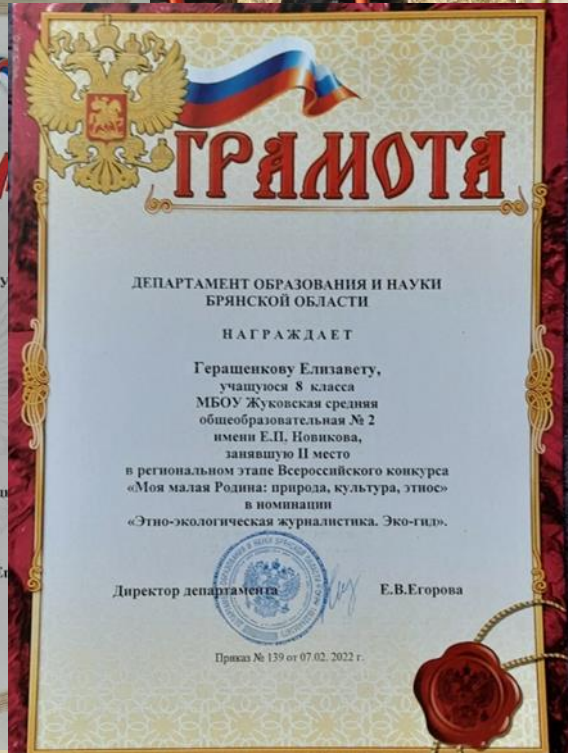 ГРАМОТА
ДЕПАРТАМЕНТ ОБРАЗОВАНИЯ И НАУКИ
БРЯНСКОЙ ОБЛАСТИ
НАГРАЖДАЕТ
Геращенкову Елизавету,
учащуюся 8 класса
МБОУ Жуковская средняя
общеобразовательная № 2
имени Е.П. Новикова,
занявшую II место
в региональном этапе Всероссийского конкурса
«Моя малая Родина: природа, культура, этнос»
в номинации
«Этно-экологическая журналистика. Эко-гид».
Директор департамента Е.В.Егорова
Приказ № 139 от 07.02. 2022 г.